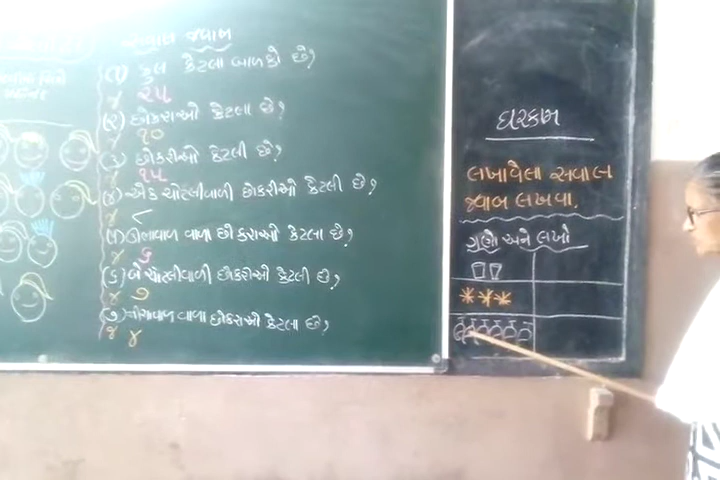 સવાલ જવાબ
(૧) કુલ કેટલા બાળકો છે?
જ ૨૫
(૨) છોકરાઓ કેટલા છે?
જ ૧૦
(૩) છોકરીઓ કેટલી છે?
જ ૧૫
(૪) એક ચોટલીવાળી છોકરીઓ કેટલી છે?
જ ૮
(૫) ઊભાવાળ વાળા છોકરાઓ કેટલા છે?
જ ૬
(૬) બે ચોટલીવાળી છોકરીઓ કેટલી છે?
જ ૭
(૭) વાળા છોકરાઓ કેટલા છે?
જ ૪
ઘરકામ
લખાવેલા સવાલ
જવાબ લખવા.
ગણો અને લખો